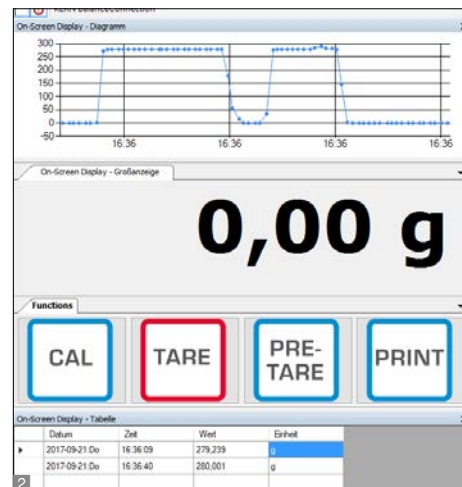 KERN BalanceConnection
On-Screen Display - Diagramm
300
250
200
150
100
50
0
-50
16:36 16:36 16:36 16:36
On-Screen Display - Großanzeige
0,00 g
Functions
CAL
TARE
PRE-
TARE
PRINT
On-Screen Display - Tabelle
Datum Zeit Wert Einheit
2017-09-21:Do 16:36:09 279,239 g
2017-09-21:Do 16:36:40 280,001 g
2